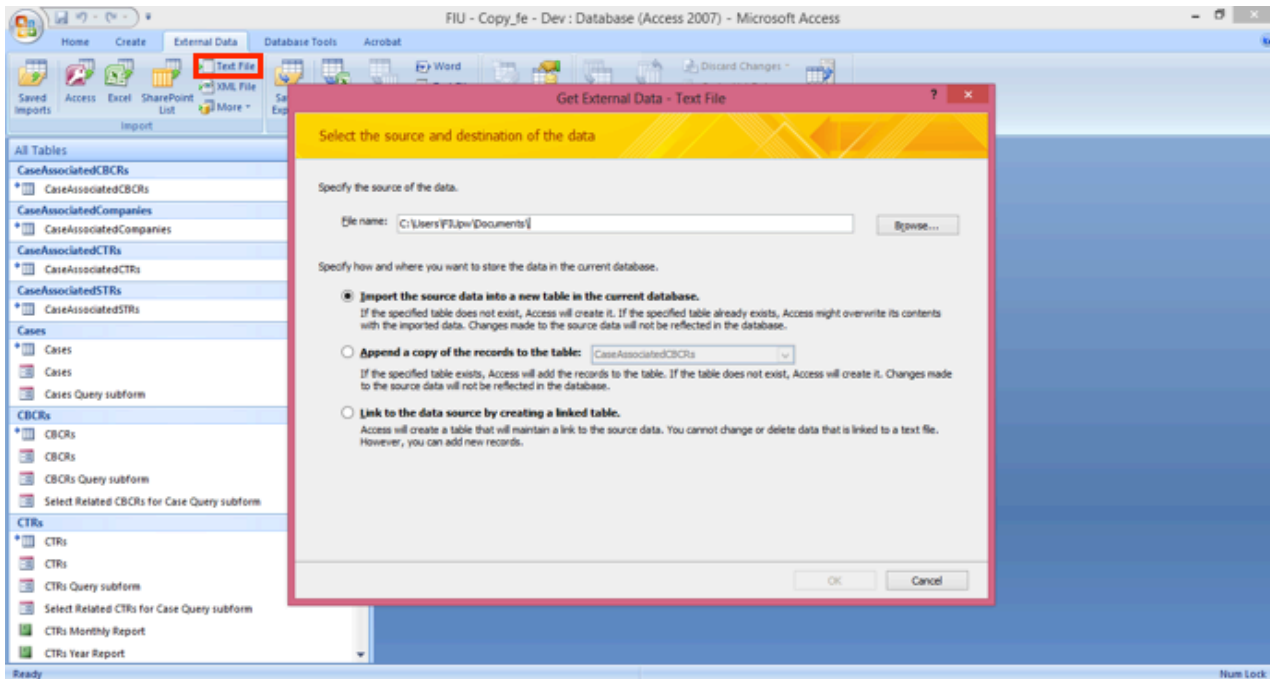 FIU - Copy_fe - Dev : Database (Access 2007) - Microsoft Access
Home Create External Data Database Tools Acrobat
Text File
XML File
More
Saved Imports
Access
Excel
SharePoint List
Word
Discard Changes
Import
Get External Data - Text File
? ×
Select the source and destination of the data
Specify the source of the data.
File name: C:\Users\FIUpw\Documents\
Browse...
Specify how and where you want to store the data in the current database.
Import the source data into a new table in the current database.
If the specified table does not exist, Access will create it. If the specified table already exists, Access might overwrite its contents
with the imported data. Changes made to the source data will not be reflected in the database.
Append a copy of the records to the table: CaseAssociatedCBCRs
If the specified table exists, Access will add the records to the table. If the table does not exist, Access will create it. Changes made
to the source data will not be reflected in the database.
Link to the data source by creating a linked table.
Access will create a table that will maintain a link to the source data. You cannot change or delete data that is linked to a text file.
However, you can add new records.
OK Cancel
All Tables
CaseAssociatedCBCRs
CaseAssociatedCBCRs
CaseAssociatedCompanies
CaseAssociatedCompanies
CaseAssociatedCTRs
CaseAssociatedCTRs
CaseAssociatedSTRs
CaseAssociatedSTRs
Cases
Cases
Cases
Cases Query subform
CBCRs
CBCRs
CBCRs
CBCRs Query subform
Select Related CBCRs for Case Query subform
CTRs
CTRs
CTRs
CTRs Query subform
Select Related CTRs for Case Query subform
CTRs Monthly Report
CTRs Year Report
Ready
Num Lock